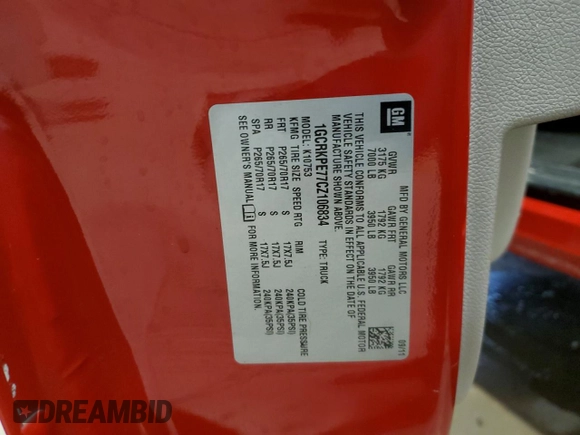 GM
MFD BY GENERAL MOTORS LLC
09/11
GVWR GAWR FRT GAWR RR
3175 KG 1792 KG 1792 KG
7000 LB 3950 LB 3950 LB
THIS VEHICLE CONFORMS TO ALL APPLICABLE U.S. FEDERAL MOTOR
VEHICLE SAFETY STANDARDS IN EFFECT ON THE DATE OF
MANUFACTURE SHOWN ABOVE.
1GCRKPE77CZ106834 TYPE: TRUCK
MODEL: K10753
KFMG TIRE SIZE SPEED RTG RIM COLD TIRE PRESSURE
FRT P265/70R17 S 17X7.5J 240KPA(35PSI)
RR P265/70R17 S 17X7.5J 240KPA(35PSI)
SPA P265/70R17 S 17X7.5J 240KPA(35PSI)
SEE OWNER'S MANUAL FOR MORE INFORMATION.
DREAMBID